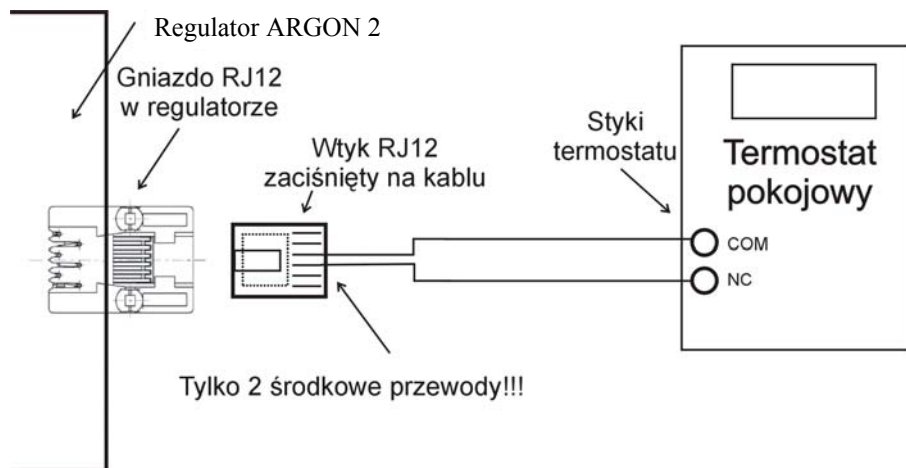 Regulator ARGON 2
Gniazdo RJ12
w regulatorze
Wtyk RJ12
zaciśnięty na kablu
Styki
termostatu
Termostat
pokojowy
COM
NC
Tylko 2 środkowe przewody!!!